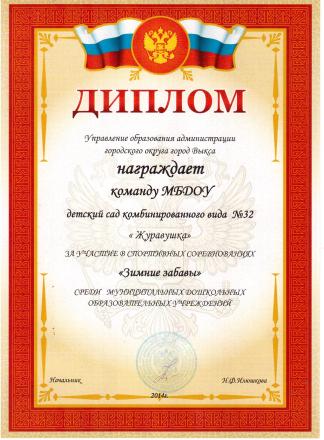 ДИПЛОМ
Управление образования администрации
городского округа город Выкса
награждает
команду МБДОУ
детский сад комбинированного вида №32
« Журавушка»
ЗА УЧАСТИЕ В СПОРТИВНЫХ СОРЕВНОВАНИЯХ
«Зимние забавы»
СРЕДИ МУНИЦИПАЛЬНЫХ ДОШКОЛЬНЫХ
ОБРАЗОВАТЕЛЬНЫХ УЧРЕЖДЕНИЙ
Начальник
2014г.